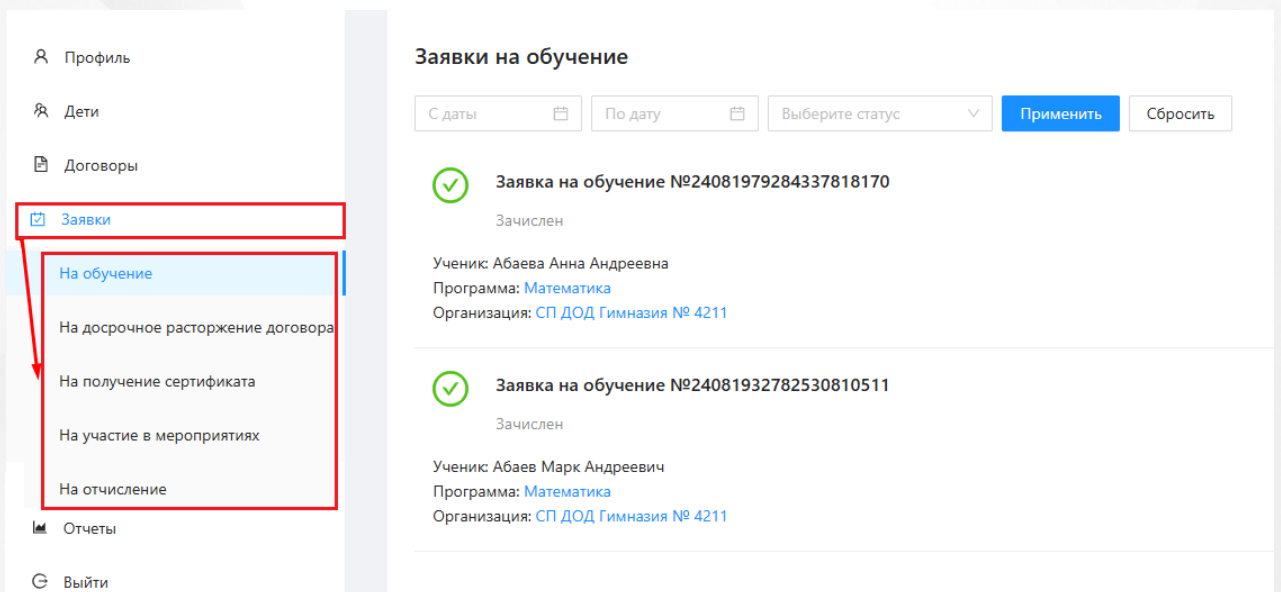 Профиль
Дети
Договоры
Заявки
На обучение
На досрочное расторжение договора
На получение сертификата
На участие в мероприятиях
На отчисление
Отчеты
Выйти
Заявки на обучение
С даты По дату Выберите статус Применить Сбросить
Заявка на обучение №24081979284337818170
Зачислен
Ученик: Абаева Анна Андреевна
Программа: Математика
Организация: СП ДОД Гимназия № 4211
Заявка на обучение №24081932782530810511
Зачислен
Ученик: Абаев Марк Андреевич
Программа: Математика
Организация: СП ДОД Гимназия № 4211